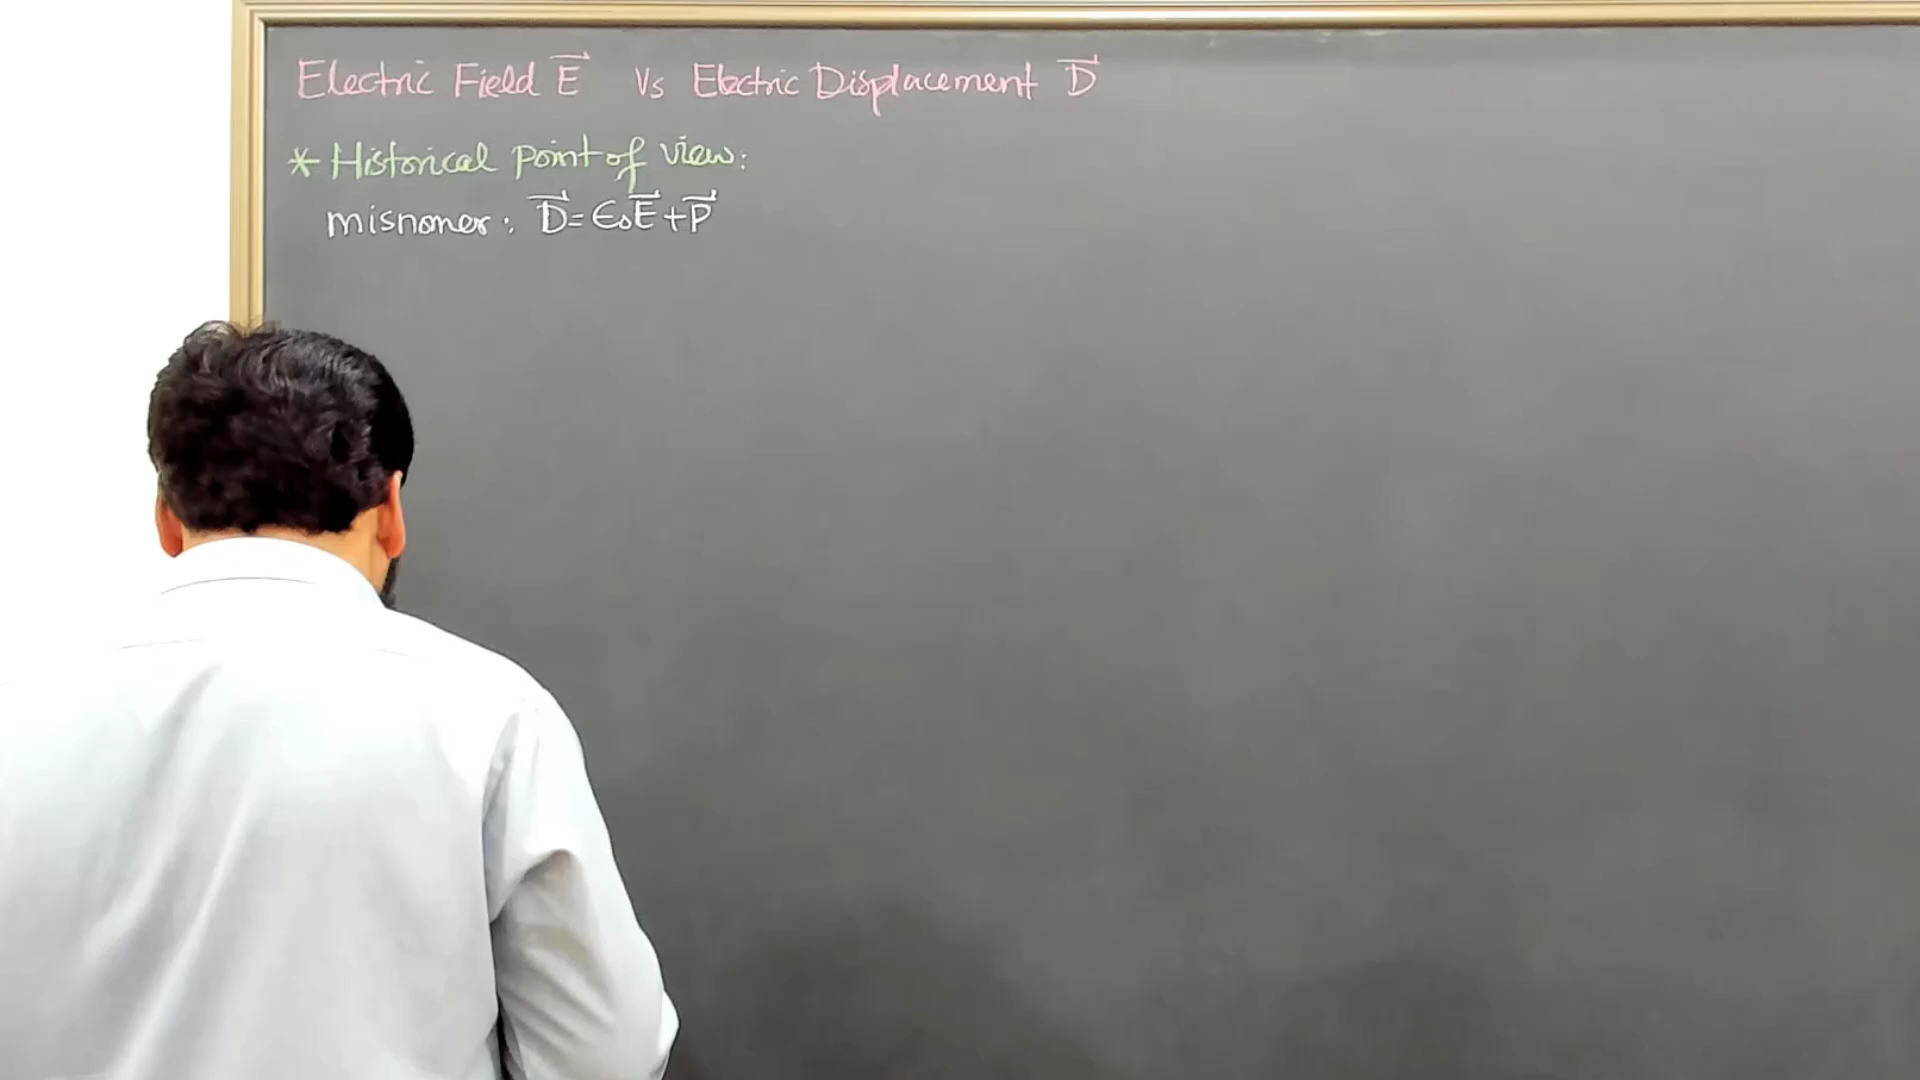 Electric Field E⃗ Vs Electric Displacement D⃗
* Historical point of view:
misnomer: D⃗ = ϵ₀E⃗ + P⃗